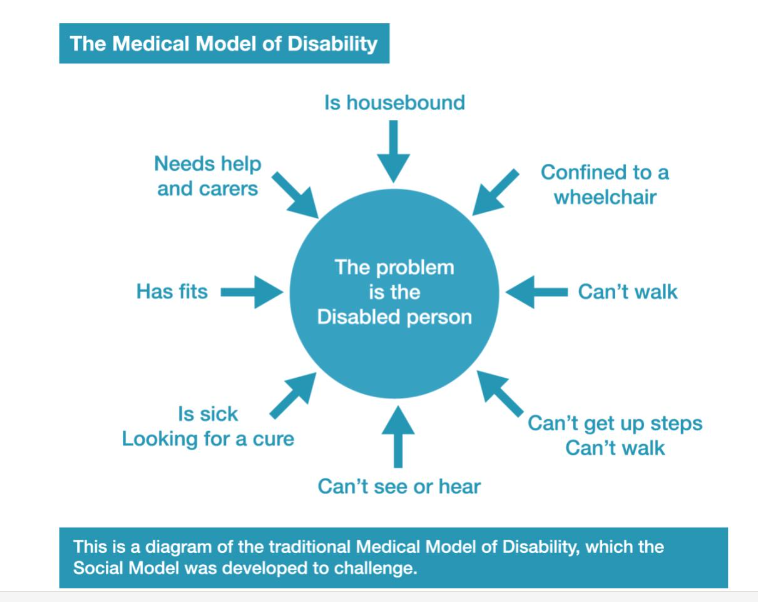 The Medical Model of Disability
Is housebound
Needs help
and carers
Confined to a
wheelchair
Has fits
The problem
is the
Disabled person
Can’t walk
Is sick
Looking for a cure
Can’t get up steps
Can’t walk
Can’t see or hear
This is a diagram of the traditional Medical Model of Disability, which the
Social Model was developed to challenge.